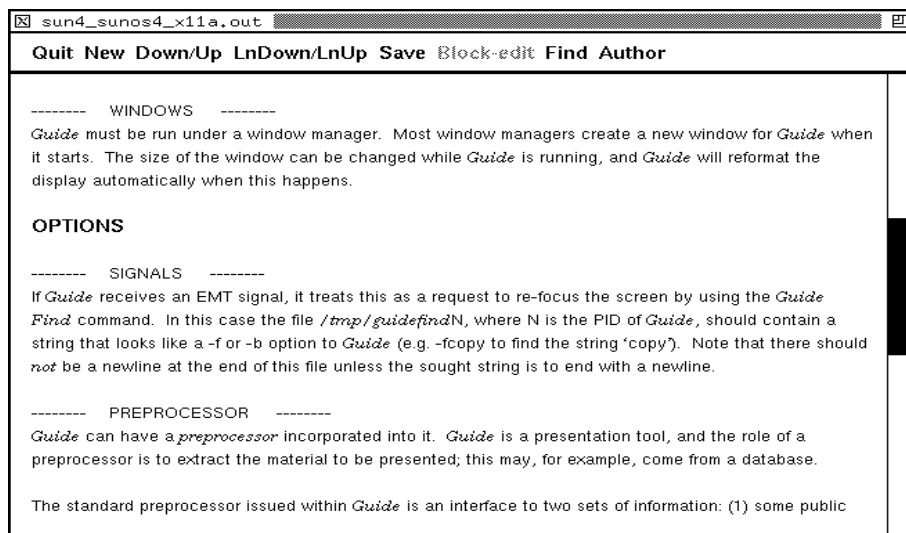 sun4_sunos4_x11a.out
Quit New Down/Up LnDown/LnUp Save Block-edit Find Author
-------- WINDOWS --------
Guide must be run under a window manager. Most window managers create a new window for Guide when
it starts. The size of the window can be changed while Guide is running, and Guide will reformat the
display automatically when this happens.
OPTIONS
-------- SIGNALS --------
If Guide receives an EMT signal, it treats this as a request to re-focus the screen by using the Guide
Find command. In this case the file /tmp/guidefindN, where N is the PID of Guide, should contain a
string that looks like a -f or -b option to Guide (e.g. -fcopy to find the string ‘copy’). Note that there should
not be a newline at the end of this file unless the sought string is to end with a newline.
-------- PREPROCESSOR --------
Guide can have a preprocessor incorporated into it. Guide is a presentation tool, and the role of a
preprocessor is to extract the material to be presented; this may, for example, come from a database.
The standard preprocessor issued within Guide is an interface to two sets of information: (1) some public